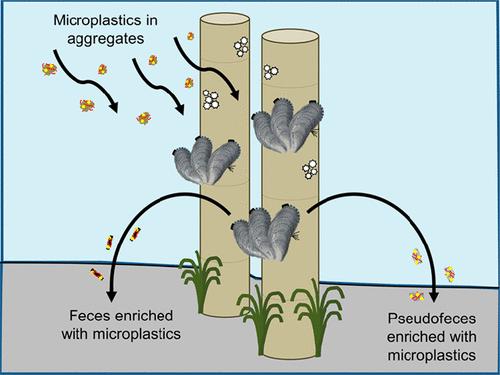 Microplastics in
aggregates
Feces enriched
with microplastics
Pseudofeces
enriched with
microplastics